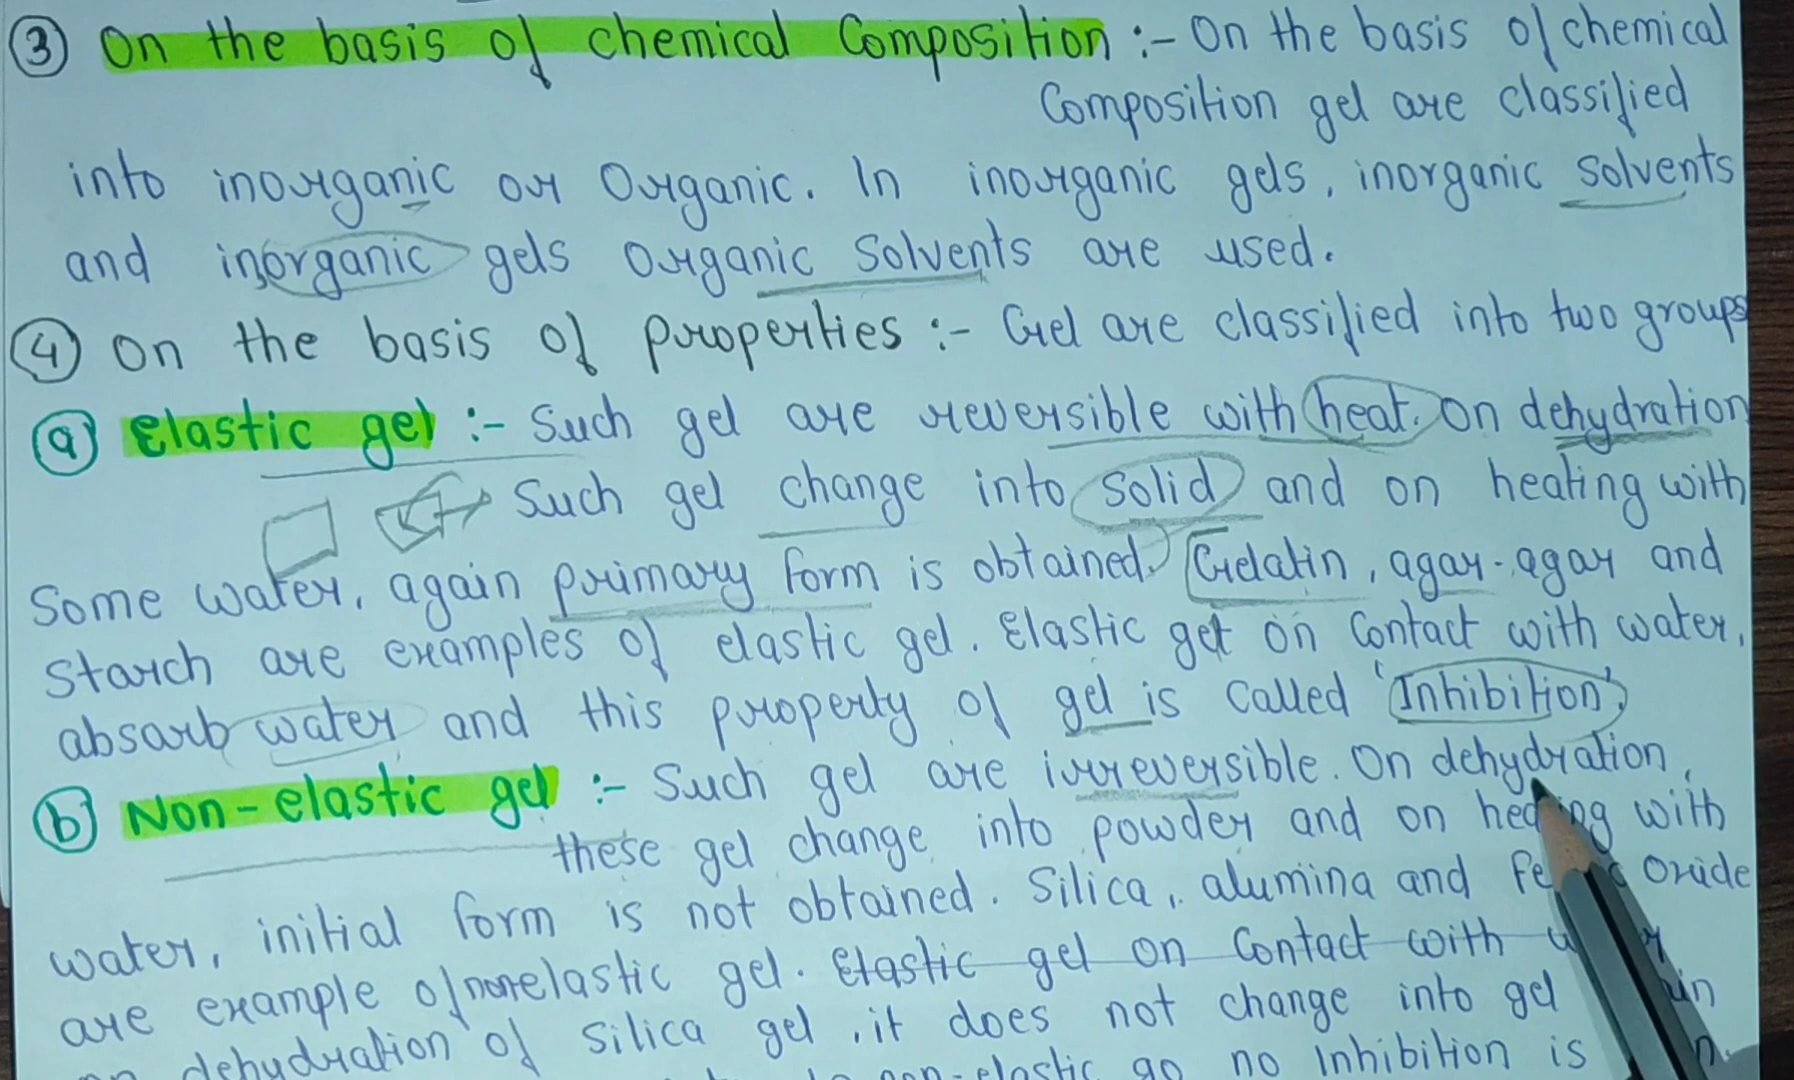 ③ On the basis of chemical Composition :- On the basis of chemical
Composition gel are classified
into inorganic or Organic. In inorganic gels, inorganic solvents
and inorganic gels Organic Solvents are used.
④ On the basis of properties :- Gel are classified into two groups
ⓐ Elastic gel :- Such gel are reversible with heat. On dehydration
Such gel change into solid and on heating with
Some water, again primary form is obtained. Gelatin, agar-agar and
Starch are examples of elastic gel. Elastic get on Contact with water,
absorb water and this property of gel is called 'Inhibition'.
ⓑ Non-elastic gel :- Such gel are irreversible. On dehydration,
these gel change into powder and on with
water, initial form is not obtained. Silica, alumina and oxide
are example of nonelastic gel. Elastic gel on Contact with
dehydration of silica gel, it does not change into gel
non-elastic go no Inhibition is